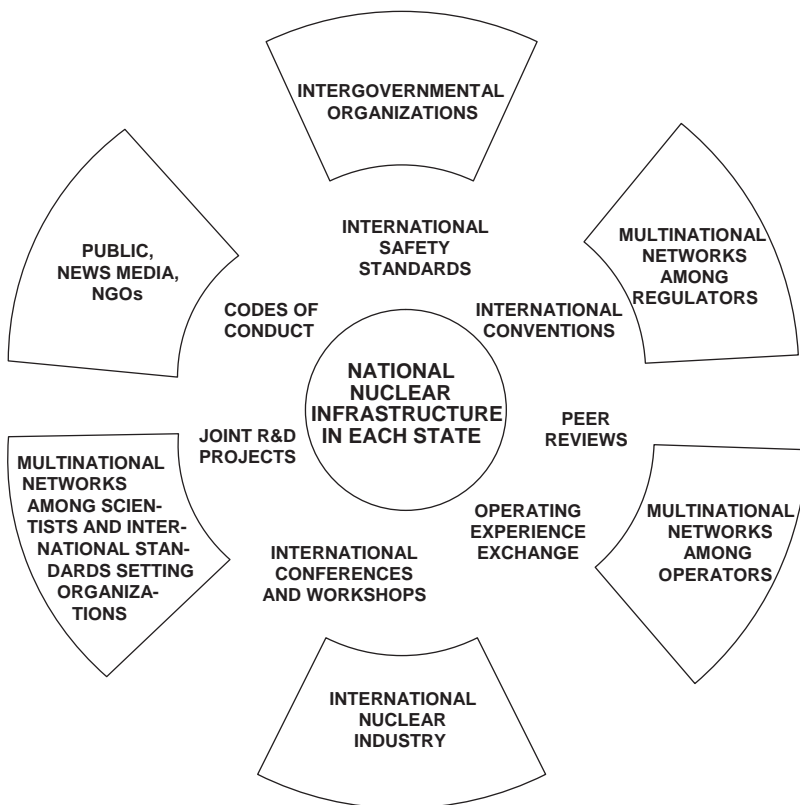 INTERGOVERNMENTAL
ORGANIZATIONS
INTERNATIONAL
SAFETY
STANDARDS
PUBLIC,
NEWS MEDIA,
NGOs
MULTINATIONAL
NETWORKS
AMONG
REGULATORS
CODES OF
CONDUCT
INTERNATIONAL
CONVENTIONS
NATIONAL
NUCLEAR
INFRASTRUCTURE
IN EACH STATE
JOINT R&D
PROJECTS
PEER
REVIEWS
MULTINATIONAL
NETWORKS
AMONG SCIEN-
TISTS AND INTER-
NATIONAL STAN-
DARDS SETTING
ORGANIZA-
TIONS
OPERATING
EXPERIENCE
EXCHANGE
MULTINATIONAL
NETWORKS
AMONG
OPERATORS
INTERNATIONAL
CONFERENCES
AND WORKSHOPS
INTERNATIONAL
NUCLEAR
INDUSTRY